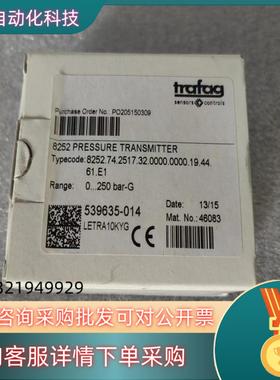 自动化科技
trafag
sensors & controls
Purchase Order No.: PO205150309
8252 PRESSURE TRANSMITTER
Typecode: 8252.74.2517.32.0000.0000.19.44.
61.E1
Range: 0...250 bar-G
Date: 13/15
539635-014
Mat. No.: 46083
LETRA10KYG
321949929
咨询采购批发可对公开票
询客服详情下单采购